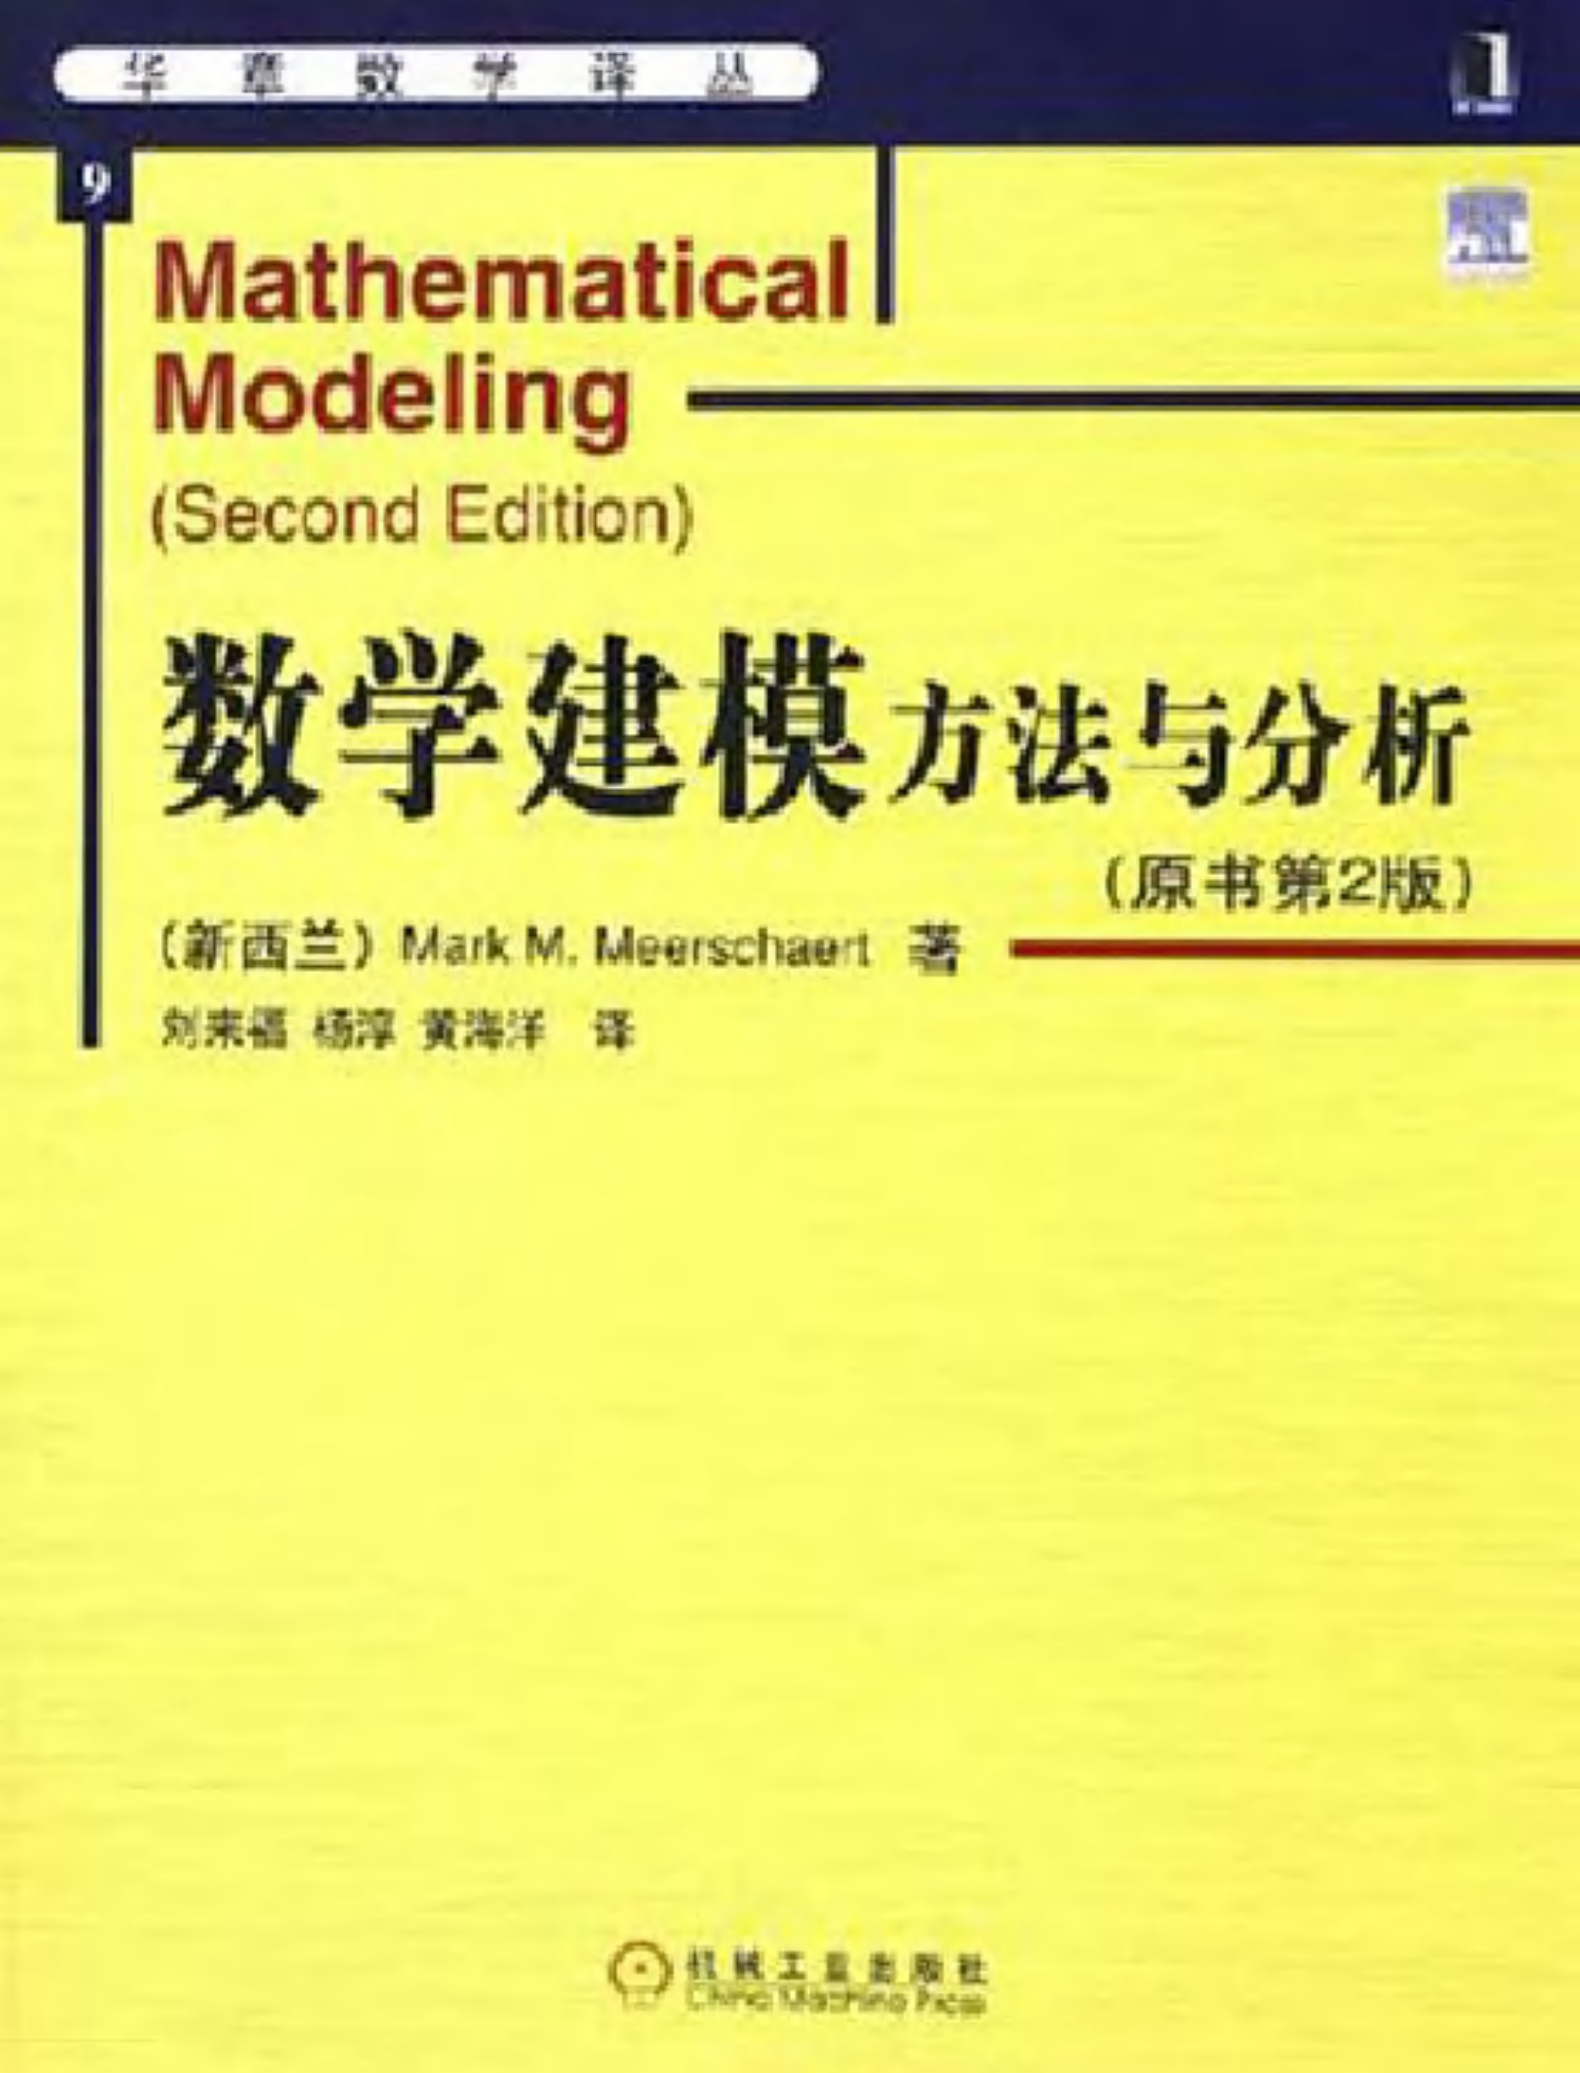 华章数学译丛
9
Mathematical
Modeling
(Second Edition)
数学建模方法与分析
(原书第2版)
(新西兰) Mark M. Meerschaert 著
刘来福 杨淳 黄海洋 译
机械工业出版社
China Machine Press